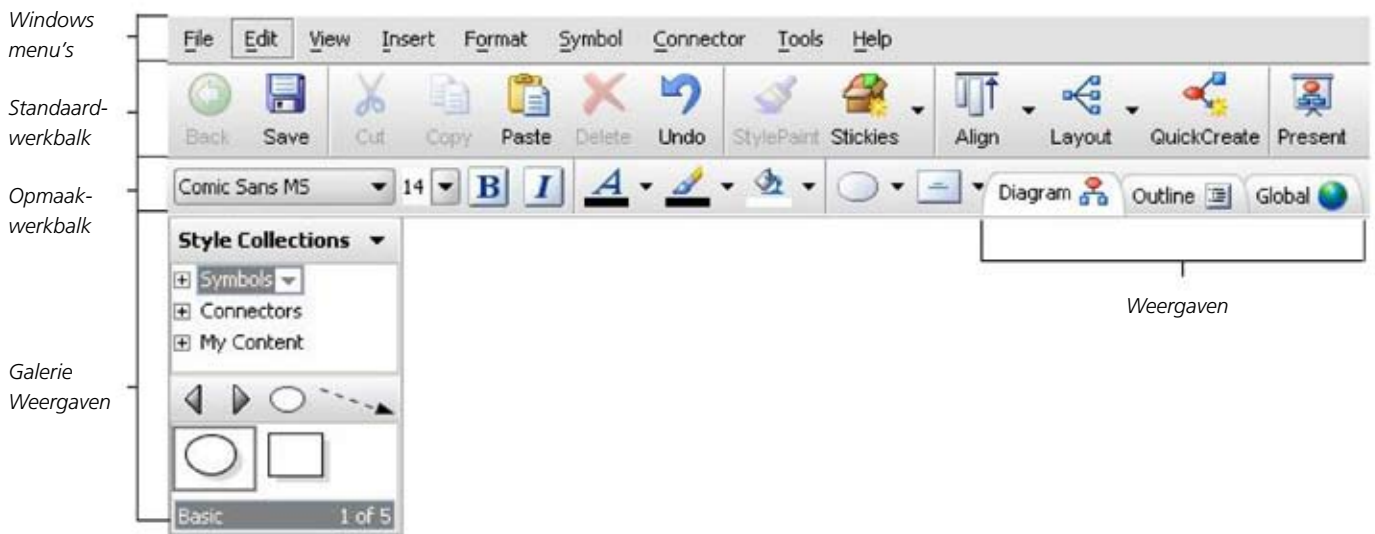 Windows
menu's
File Edit View Insert Format Symbol Connector Tools Help
Standaard-
werkbalk
Back Save Cut Copy Paste Delete Undo StylePaint Stickies Align Layout QuickCreate Present
Opmaak-
werkbalk
Comic Sans MS 14 B I A Diagram Outline Global
Style Collections
Symbols
Connectors
My Content
Weergaven
Galerie
Weergaven
Basic 1 of 5